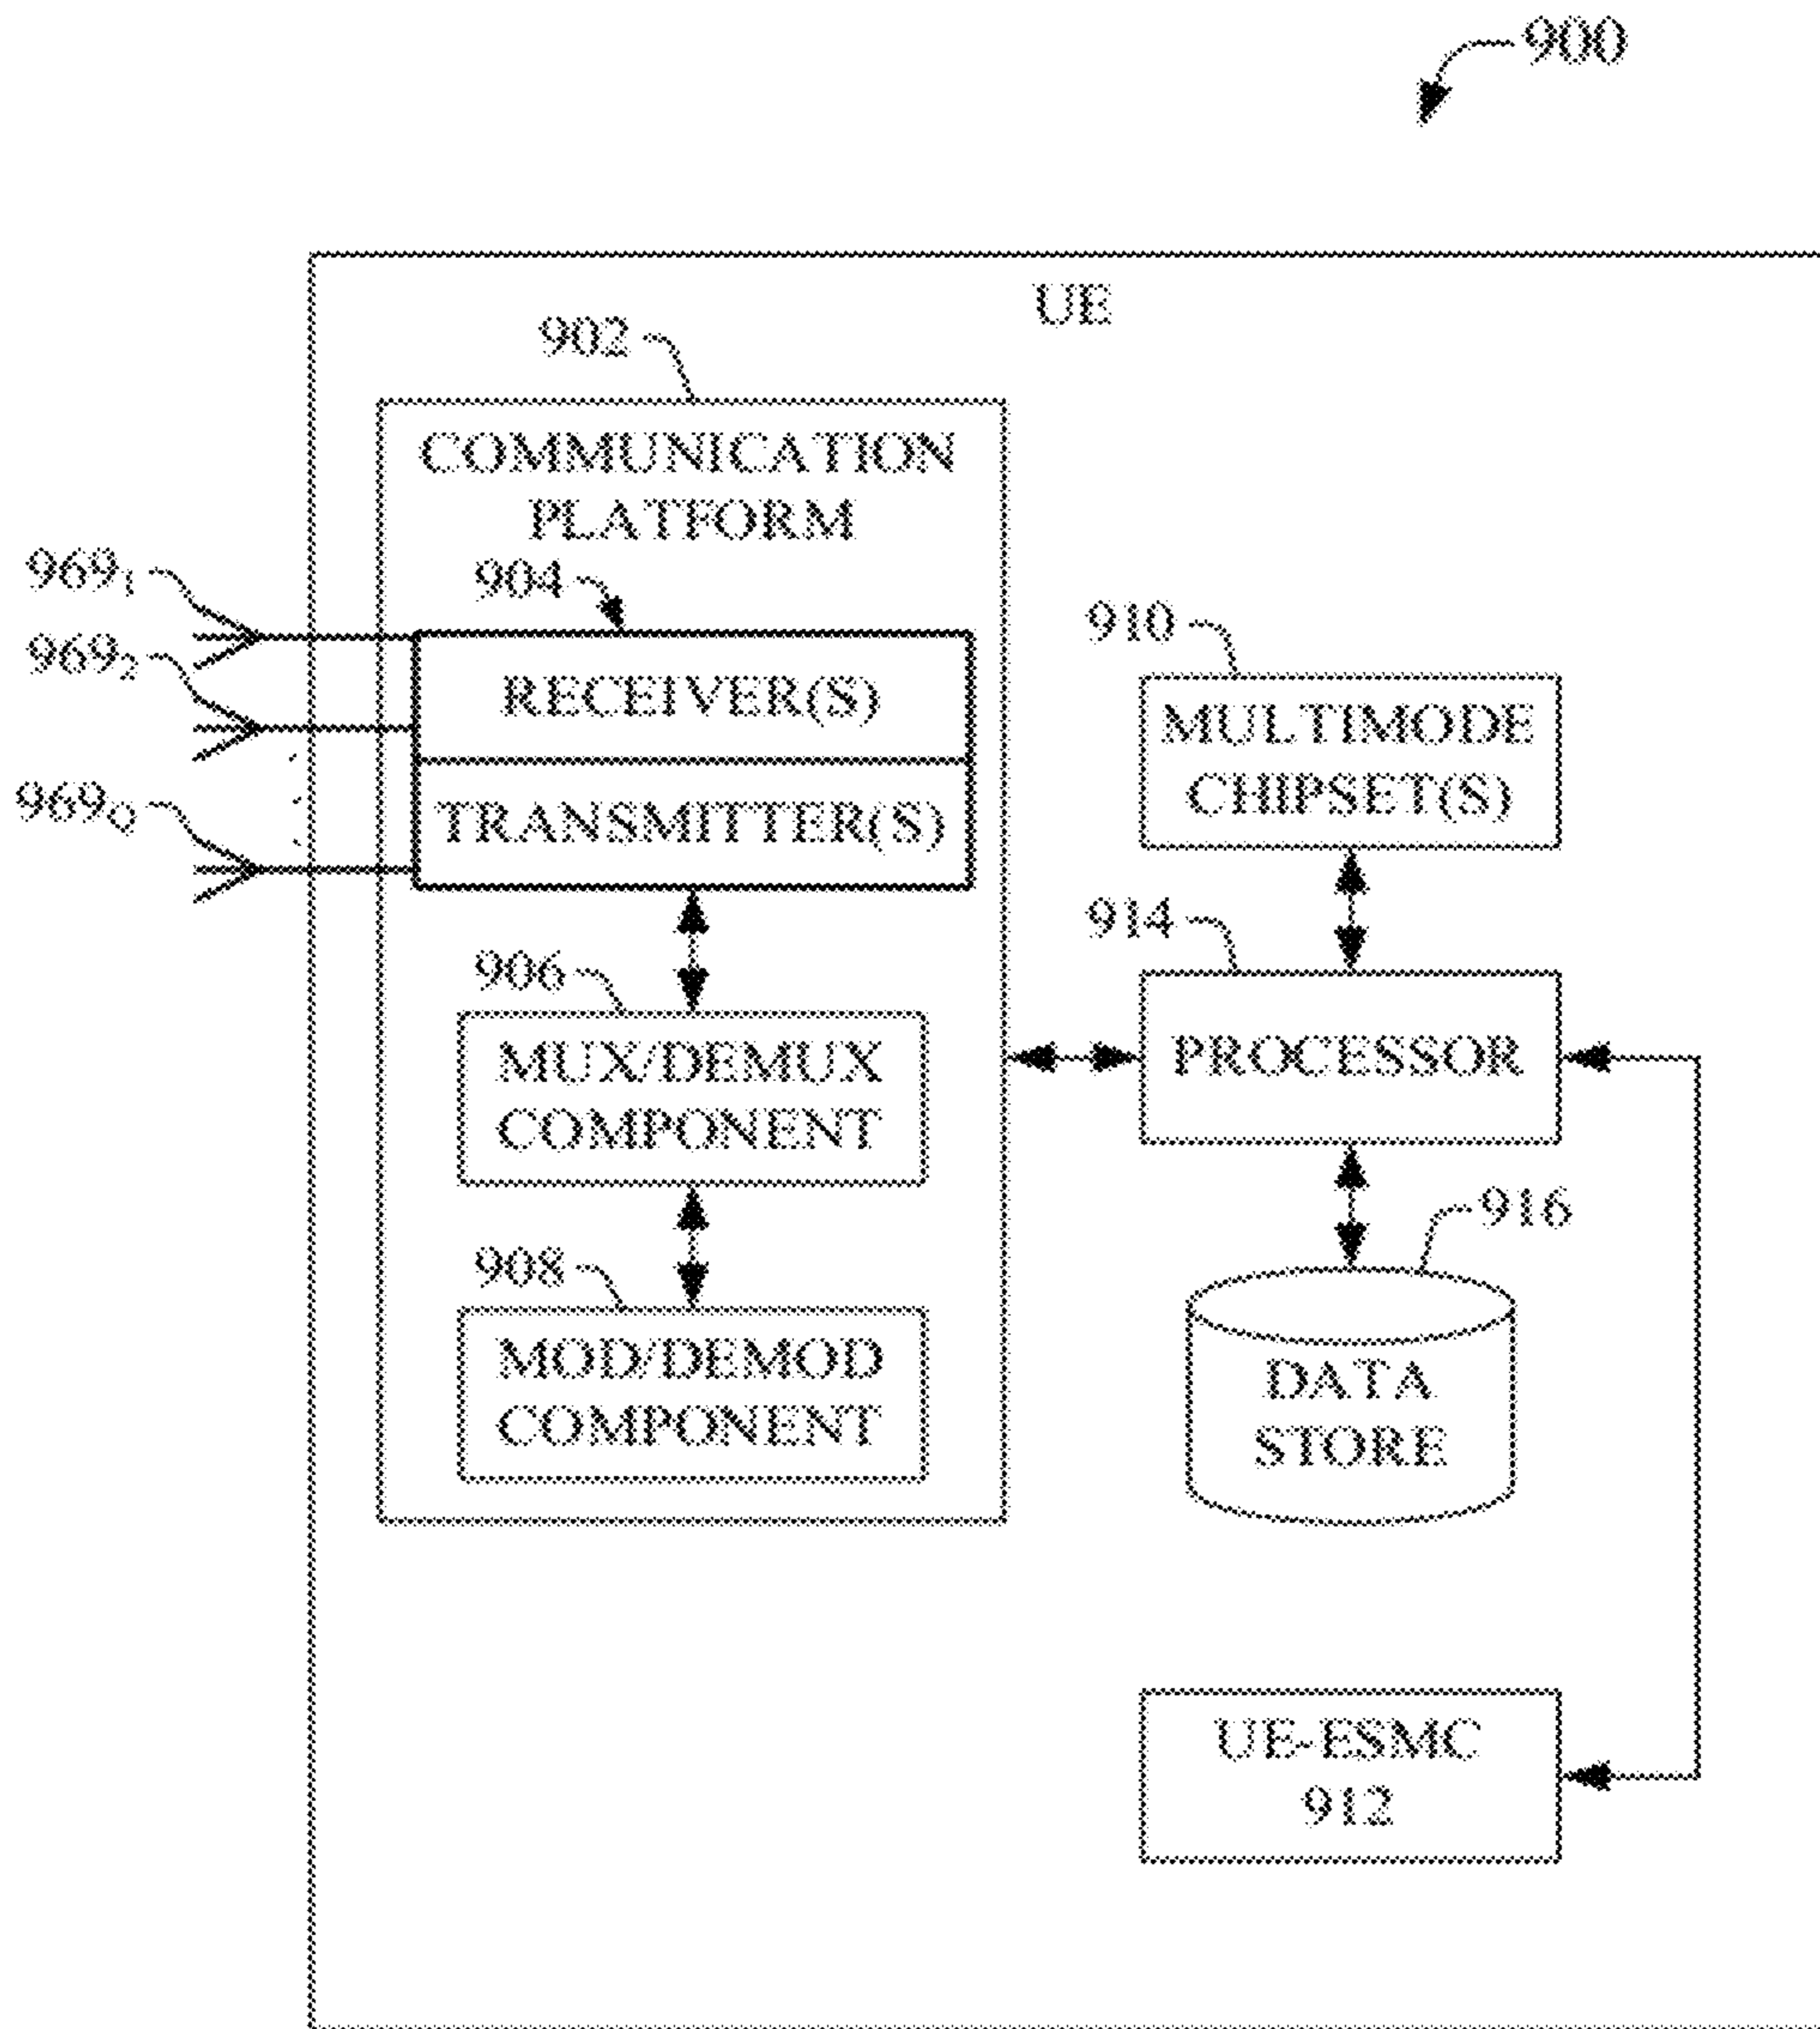 900
UE
902
COMMUNICATION
PLATFORM
904
969₁
969₂
969Q
RECEIVER(S)
TRANSMITTER(S)
906
MUX/DEMUX
COMPONENT
908
MOD/DEMOD
COMPONENT
910
MULTIMODE
CHIPSET(S)
914
PROCESSOR
916
DATA
STORE
UE-ESMC
912